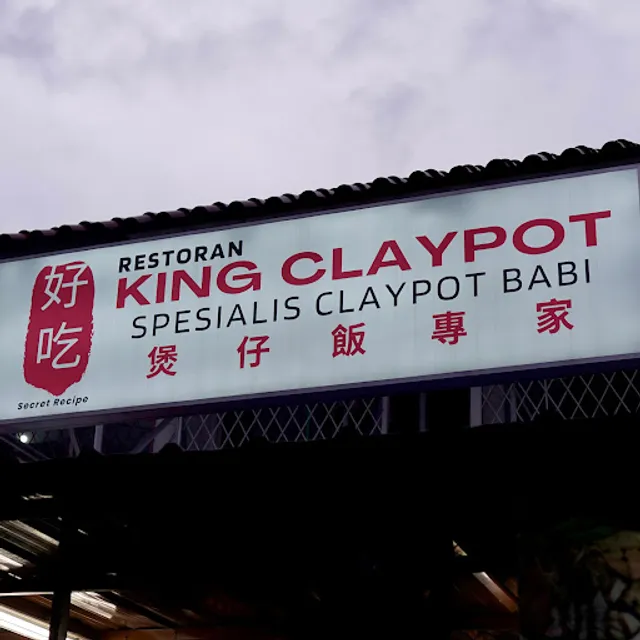 好
吃
Secret Recipe
RESTORAN
KING CLAYPOT
SPESIALIS CLAYPOT BABI
煲仔飯專家